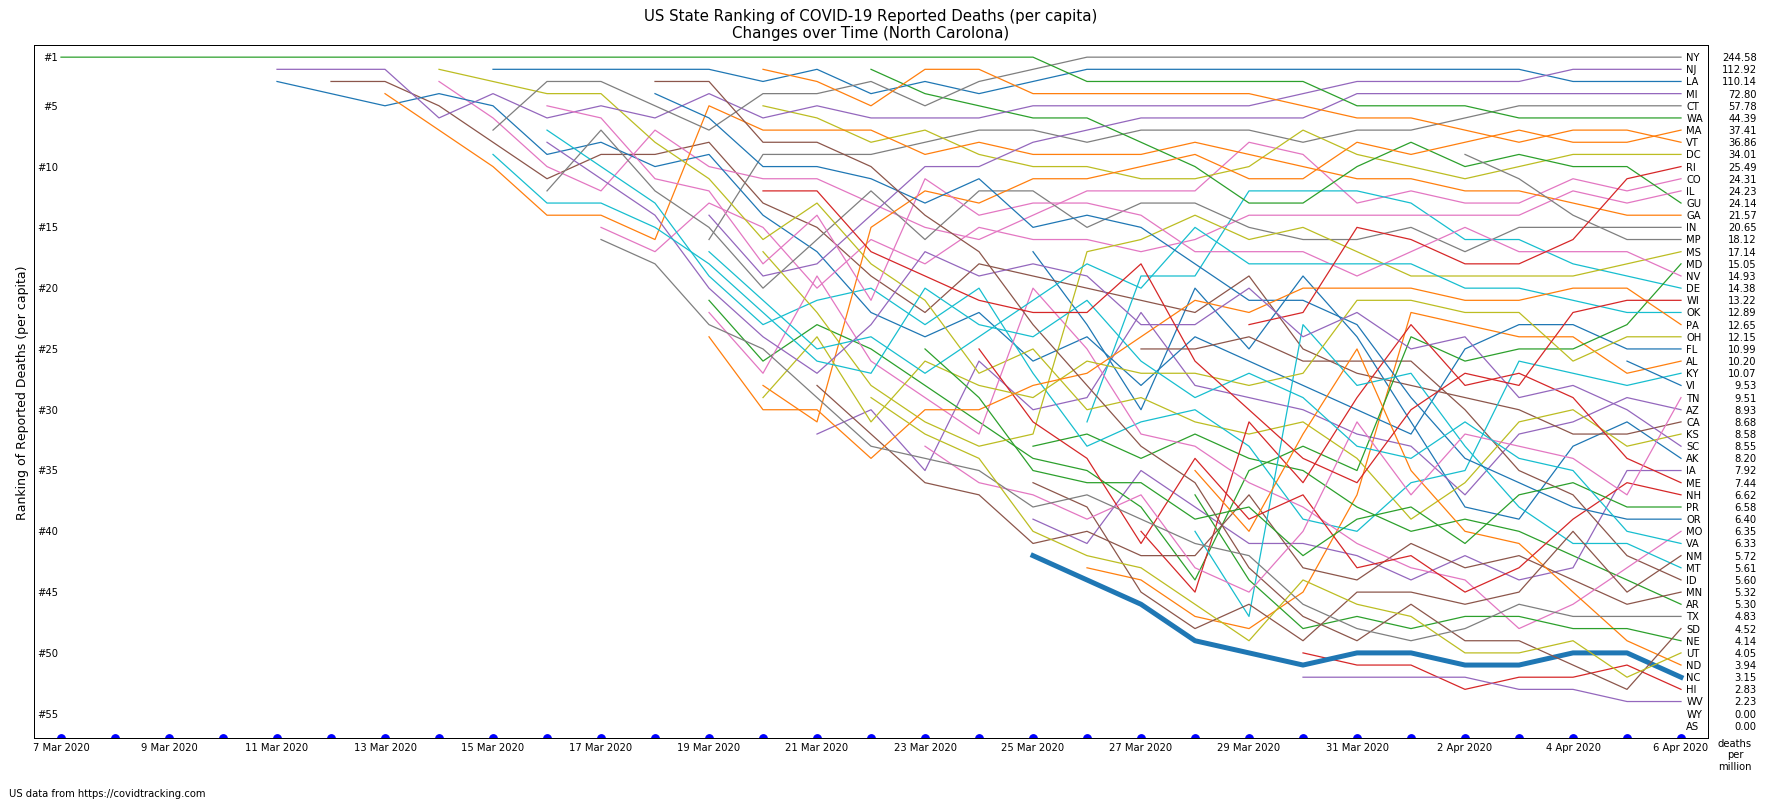 US State Ranking of COVID-19 Reported Deaths (per capita)
Changes over Time (North Carolona)
Ranking of Reported Deaths (per capita)
#1
#5
#10
#15
#20
#25
#30
#35
#40
#45
#50
#55
NY 244.58
NJ 112.92
LA 110.14
MI 72.80
CT 57.78
WA 44.39
MA 37.41
VT 36.86
DC 34.01
RI 25.49
CO 24.31
IL 24.23
GU 24.14
GA 21.57
IN 20.65
MP 18.12
MS 17.14
MD 15.05
NV 14.93
DE 14.38
WI 13.22
OK 12.89
PA 12.65
OH 12.15
FL 10.99
AL 10.20
KY 10.07
VI 9.53
TN 9.51
AZ 8.93
CA 8.68
KS 8.58
SC 8.55
AK 8.20
IA 7.92
ME 7.44
NH 6.62
PR 6.58
OR 6.40
MO 6.35
VA 6.33
NM 5.72
MT 5.61
ID 5.60
MN 5.32
AR 5.30
TX 4.83
SD 4.52
NE 4.14
UT 4.05
ND 3.94
NC 3.15
HI 2.83
WV 2.23
WY 0.00
AS 0.00
7 Mar 2020 9 Mar 2020 11 Mar 2020 13 Mar 2020 15 Mar 2020 17 Mar 2020 19 Mar 2020 21 Mar 2020 23 Mar 2020 25 Mar 2020 27 Mar 2020 29 Mar 2020 31 Mar 2020 2 Apr 2020 4 Apr 2020 6 Apr 2020
deaths
per
million
US data from https://covidtracking.com